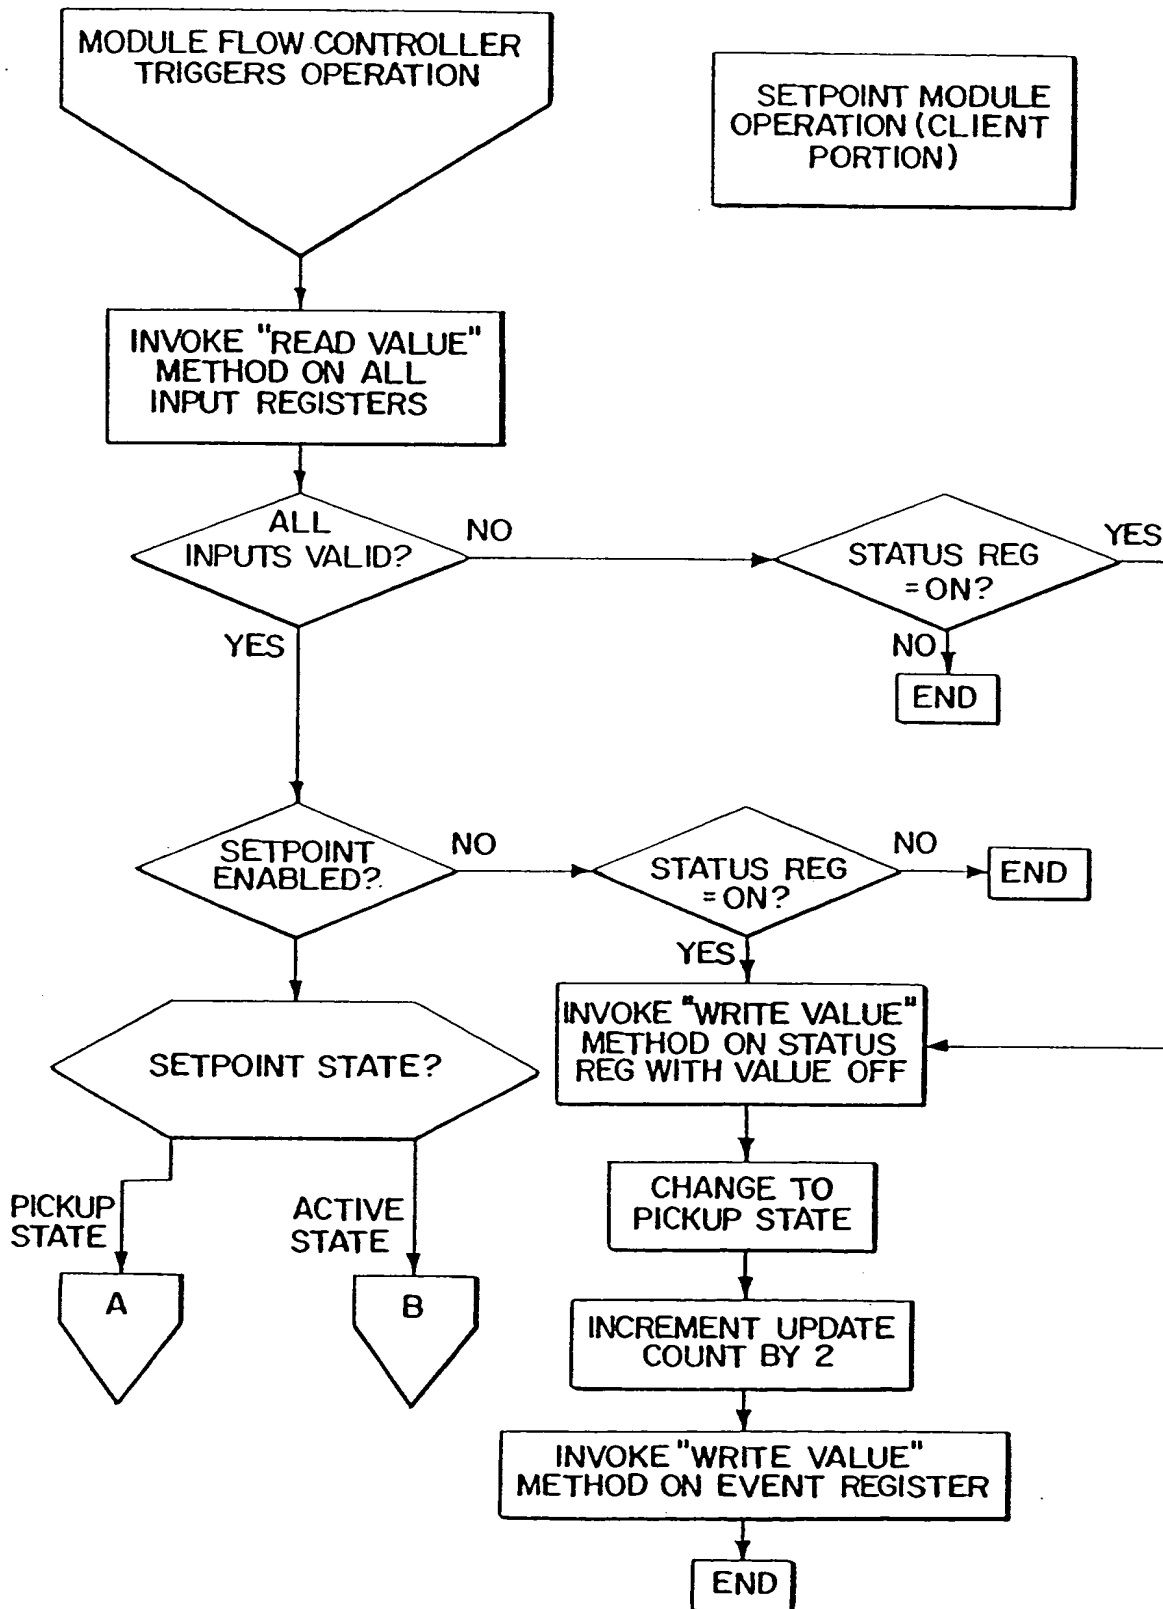 MODULE FLOW CONTROLLER
TRIGGERS OPERATION
SETPOINT MODULE
OPERATION (CLIENT
PORTION)
INVOKE "READ VALUE"
METHOD ON ALL
INPUT REGISTERS
ALL
INPUTS VALID?
NO
STATUS REG
=ON?
YES
YES
NO
END
SETPOINT
ENABLED?
NO
STATUS REG
=ON?
NO
END
YES
INVOKE "WRITE VALUE"
METHOD ON STATUS
REG WITH VALUE OFF
SETPOINT STATE?
PICKUP
STATE
ACTIVE
STATE
CHANGE TO
PICKUP STATE
A
B
INCREMENT UPDATE
COUNT BY 2
INVOKE "WRITE VALUE"
METHOD ON EVENT REGISTER
END